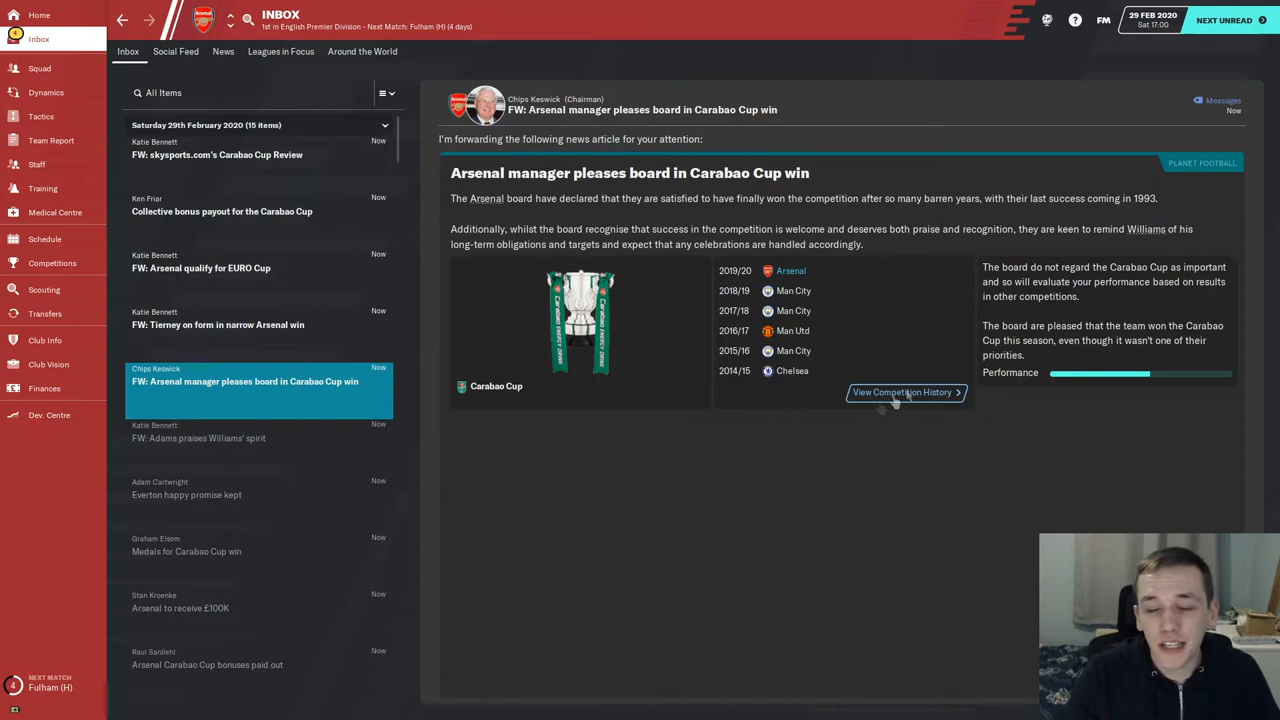 Home
INBOX
1st in English Premier Division - Next Match: Fulham (H) (4 days)
FM
29 FEB 2020
Sat 17:00
NEXT UNREAD
4
Inbox
Squad
Dynamics
Tactics
Team Report
Staff
Training
Medical Centre
Schedule
Competitions
Scouting
Transfers
Club Info
Club Vision
Finances
Dev. Centre
4
NEXT MATCH
Fulham (H)
Inbox Social Feed News Leagues in Focus Around the World
All Items
Saturday 29th February 2020 (15 items)
Katie Bennett Now
FW: skysports.com's Carabao Cup Review
Ken Friar Now
Collective bonus payout for the Carabao Cup
Katie Bennett Now
FW: Arsenal qualify for EURO Cup
Katie Bennett Now
FW: Tierney on form in narrow Arsenal win
Chips Keswick Now
FW: Arsenal manager pleases board in Carabao Cup win
Katie Bennett Now
FW: Adams praises Williams' spirit
Adam Cartwright Now
Everton happy promise kept
Graham Elsom Now
Medals for Carabao Cup win
Stan Kroenke Now
Arsenal to receive £100K
Raul Sanllehí Now
Arsenal Carabao Cup bonuses paid out
Chips Keswick (Chairman)
FW: Arsenal manager pleases board in Carabao Cup win
Messages
Now
I'm forwarding the following news article for your attention:
PLANET FOOTBALL
Arsenal manager pleases board in Carabao Cup win
The Arsenal board have declared that they are satisfied to have finally won the competition after so many barren years, with their last success coming in 1993.
Additionally, whilst the board recognise that success in the competition is welcome and deserves both praise and recognition, they are keen to remind Williams of his
long-term obligations and targets and expect that any celebrations are handled accordingly.
Carabao Cup
2019/20 Arsenal
2018/19 Man City
2017/18 Man City
2016/17 Man Utd
2015/16 Man City
2014/15 Chelsea
View Competition History
The board do not regard the Carabao Cup as important
and so will evaluate your performance based on results
in other competitions.
The board are pleased that the team won the Carabao
Cup this season, even though it wasn't one of their
priorities.
Performance